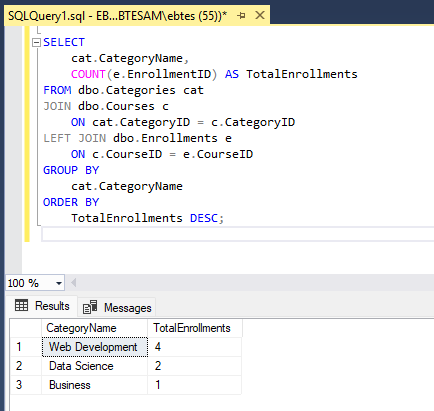 SQLQuery1.sql - EB...BTESAM\ebtes (55))*
SELECT
cat.CategoryName,
COUNT(e.EnrollmentID) AS TotalEnrollments
FROM dbo.Categories cat
JOIN dbo.Courses c
ON cat.CategoryID = c.CategoryID
LEFT JOIN dbo.Enrollments e
ON c.CourseID = e.CourseID
GROUP BY
cat.CategoryName
ORDER BY
TotalEnrollments DESC;
100 %
Results Messages
CategoryName TotalEnrollments
1 Web Development 4
2 Data Science 2
3 Business 1